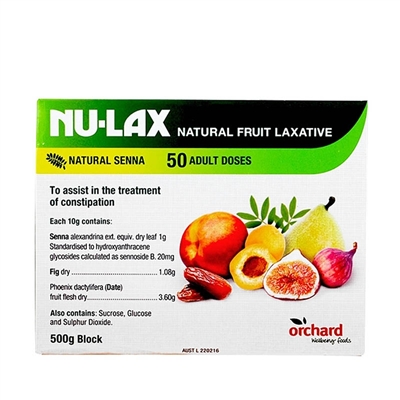 NU-LAX NATURAL FRUIT LAXATIVE
NATURAL SENNA 50 ADULT DOSES
To assist in the treatment
of constipation
Each 10g contains:
Senna alexandrina ext. equiv. dry leaf 1g
Standardised to hydroxyanthracene
glycosides calculated as sennoside B. 20mg
Fig dry 1.08g
Phoenix dactylifera (Date)
fruit flesh dry 3.60g
Also contains: Sucrose, Glucose
and Sulphur Dioxide.
500g Block
orchard
Wellbeing foods
AUST L 220216